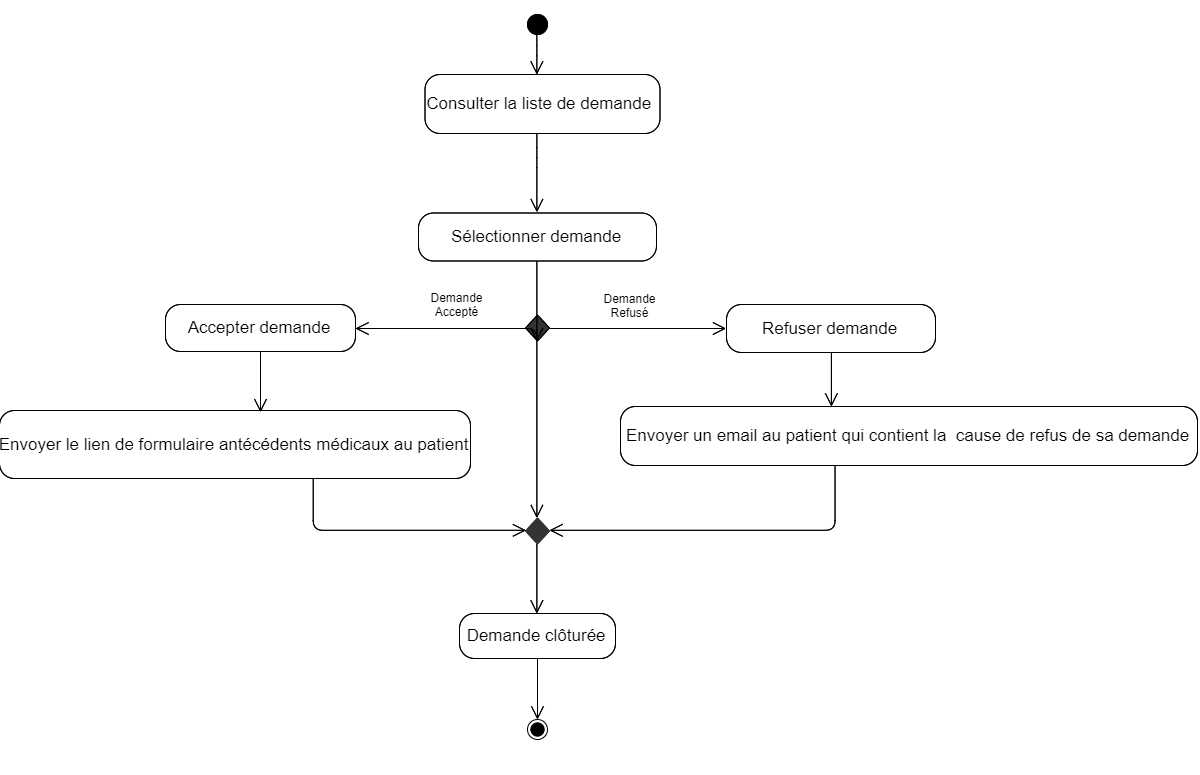 Consulter la liste de demande
Sélectionner demande
Demande
Accepté
Demande
Refusé
Accepter demande
Refuser demande
Envoyer le lien de formulaire antécédents médicaux au patient
Envoyer un email au patient qui contient la  cause de refus de sa demande
Demande clôturée